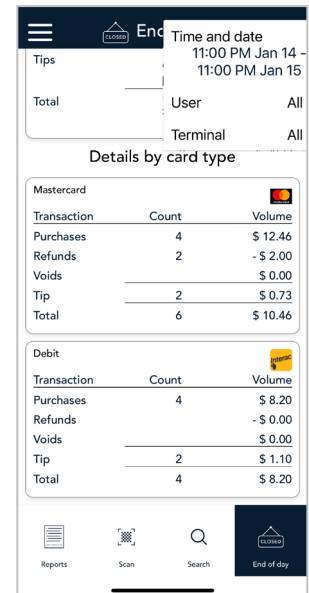 CLOSED
End
Time and date
11:00 PM Jan 14 -
11:00 PM Jan 15
User All
Terminal All
Tips
Total
Details by card type
Mastercard
Transaction Count Volume
Purchases 4 $ 12.46
Refunds 2 - $ 2.00
Voids $ 0.00
Tip 2 $ 0.73
Total 6 $ 10.46
Debit
Interac
Transaction Count Volume
Purchases 4 $ 8.20
Refunds - $ 0.00
Voids $ 0.00
Tip 2 $ 1.10
Total 4 $ 8.20
CLOSED
Reports Scan Search End of day